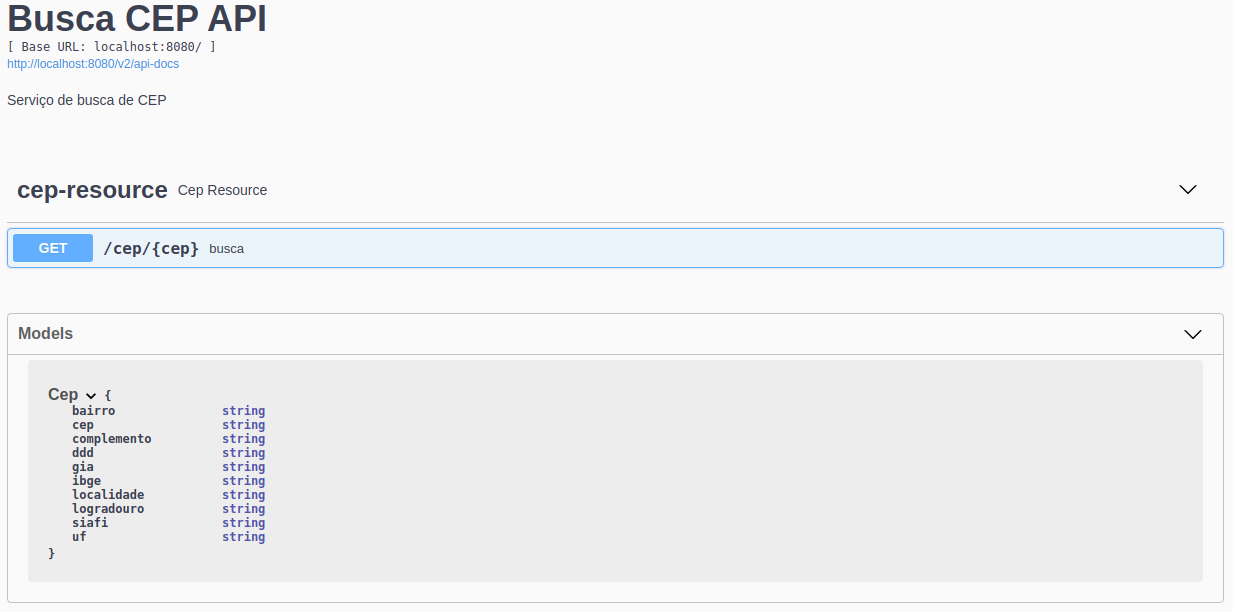 Busca CEP API
[ Base URL: localhost:8080/ ]
http://localhost:8080/v2/api-docs
Serviço de busca de CEP
cep-resource Cep Resource
GET /cep/{cep} busca
Models
Cep {
bairro string
cep string
complemento string
ddd string
gia string
ibge string
localidade string
logradouro string
siafi string
uf string
}